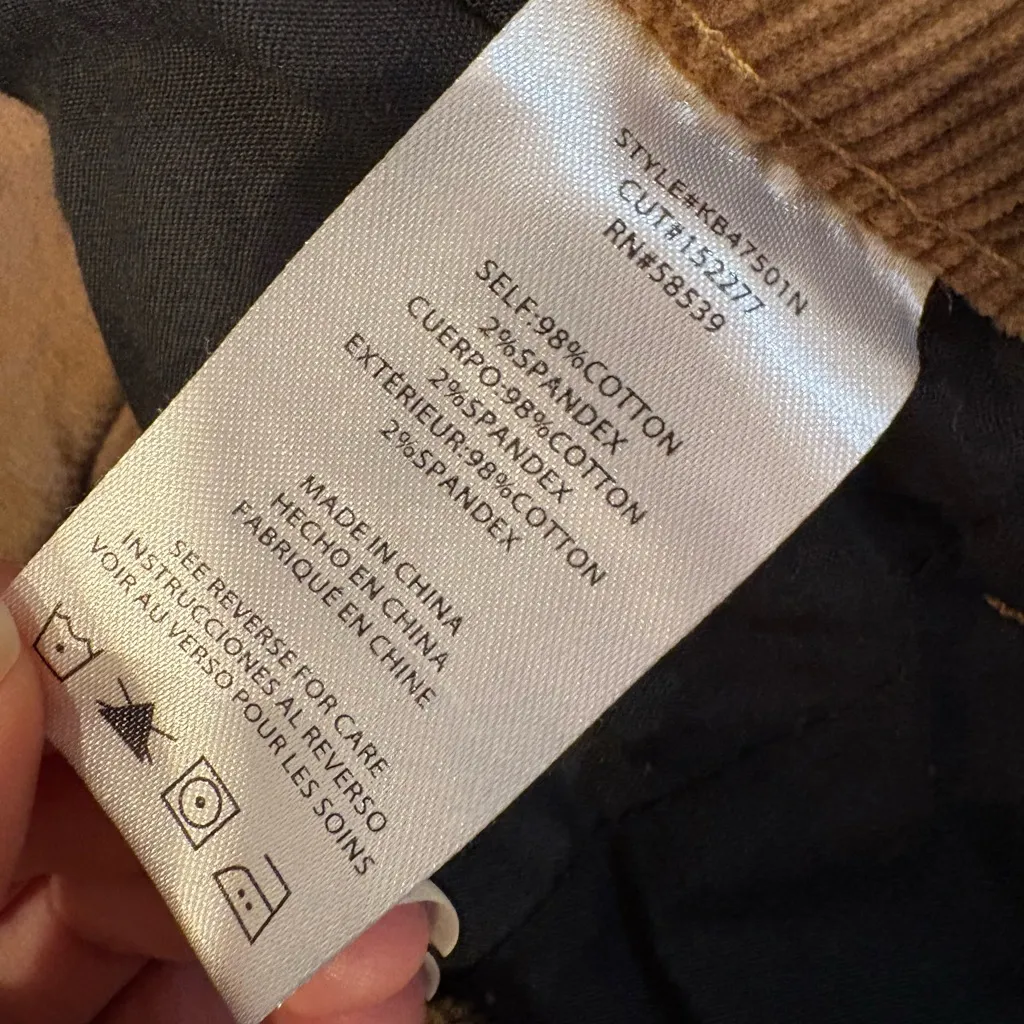 STYLE#KB47501N
CUT#152277
RN#58539
SELF:98%COTTON
2%SPANDEX
CUERPO:98%COTTON
2%SPANDEX
EXTÉRIEUR:98%COTTON
2%SPANDEX
MADE IN CHINA
HECHO EN CHINA
FABRIQUÉ EN CHINE
SEE REVERSE FOR CARE
INSTRUCCIONES AL REVERSO
VOIR AU VERSO POUR LES SOINS